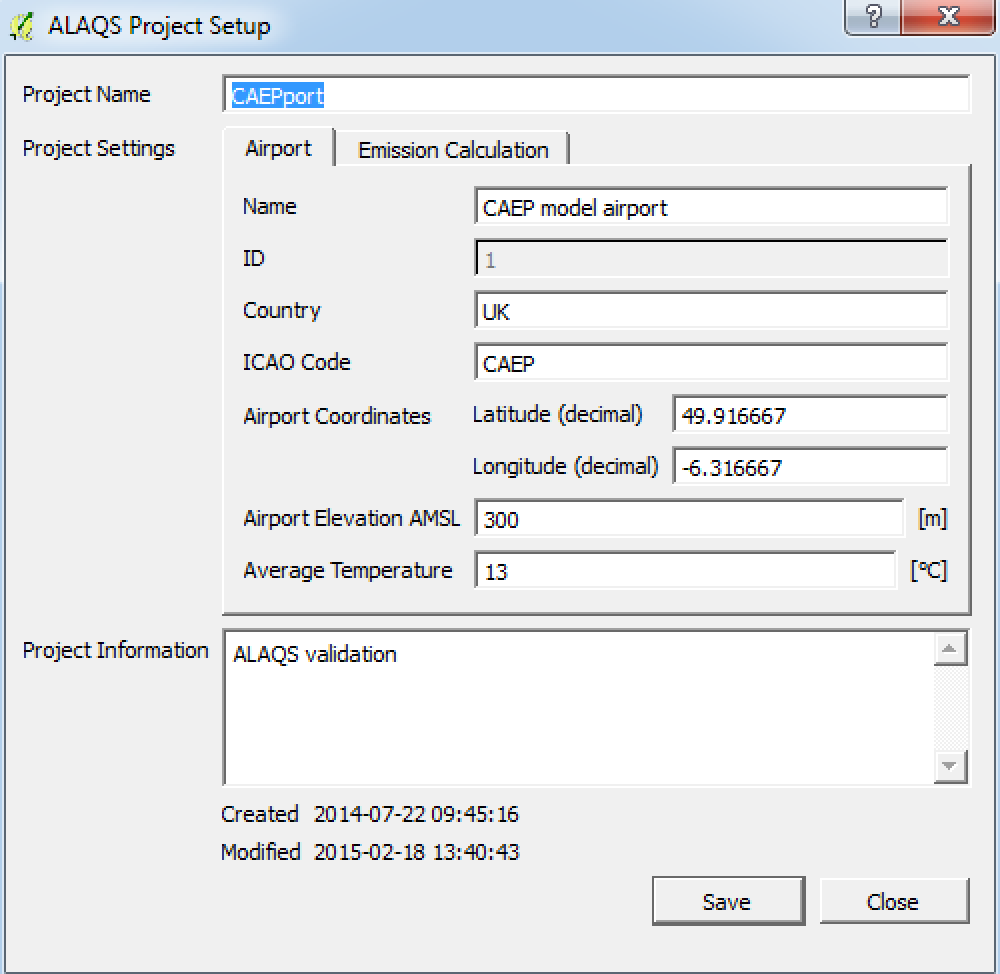 ALAQS Project Setup
?
X
Project Name CAEPport
Project Settings Airport Emission Calculation
Name CAEP model airport
ID 1
Country UK
ICAO Code CAEP
Airport Coordinates Latitude (decimal) 49.916667
Longitude (decimal) -6.316667
Airport Elevation AMSL 300 [m]
Average Temperature 13 [°C]
Project Information ALAQS validation
Created 2014-07-22 09:45:16
Modified 2015-02-18 13:40:43
Save Close